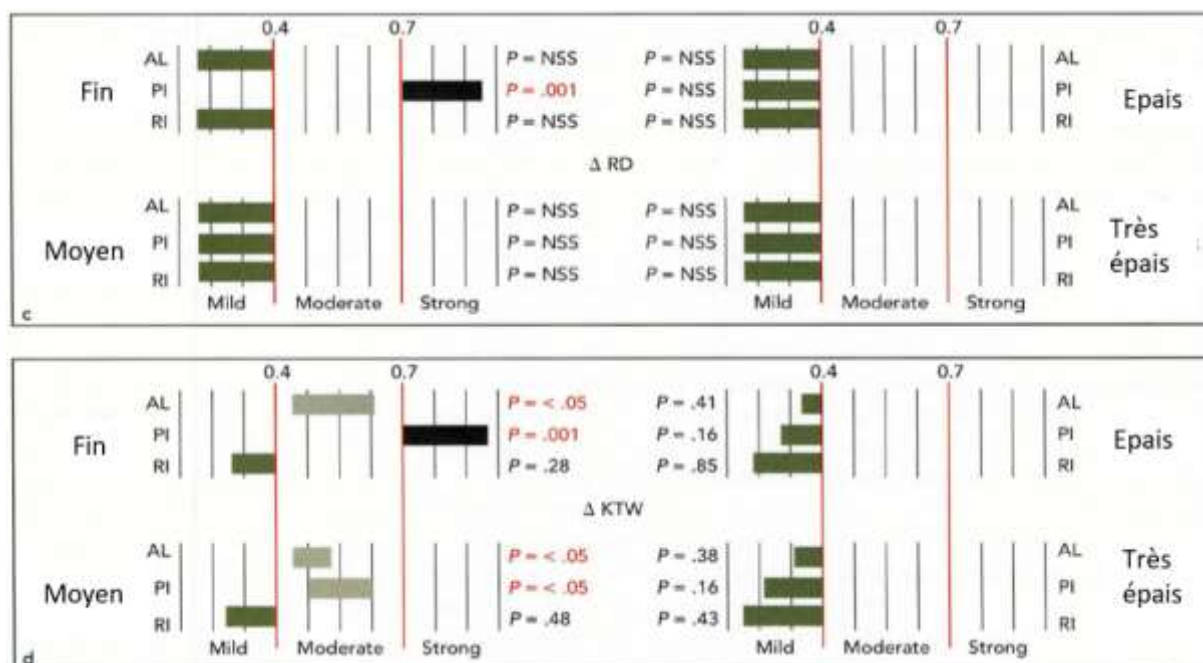 0.4 0.7 0.4
AL P = NSS P = NSS AL
Fin PI P = .001 P = NSS PI Epais
RI P = NSS P = NSS RI
Δ RD
AL P = NSS P = NSS AL
Moyen PI P = NSS P = NSS PI Très épais
RI P = NSS P = NSS RI
Mild Moderate Strong Mild Moderate Strong
c
0.4 0.7 0.4 0.7
AL P = < .05 P = .41 AL
Fin PI P = .001 P = .16 PI Epais
RI P = .28 P = .85 RI
Δ KTW
AL P = < .05 P = .38 AL
Moyen PI P = < .05 P = .16 PI Très épais
RI P = .48 P = .43 RI
Mild Moderate Strong Mild Moderate Strong
d